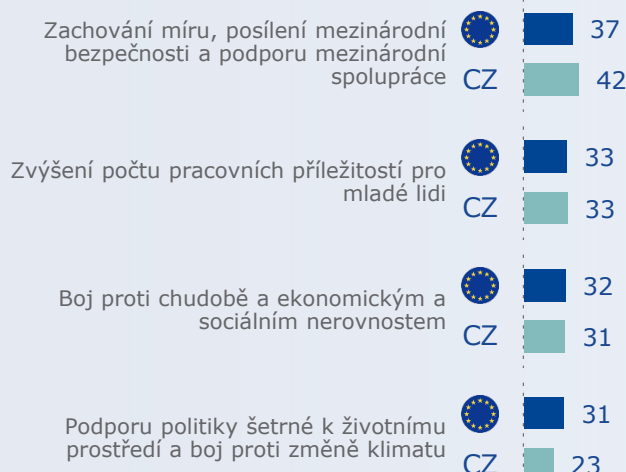 Zachování míru, posílení mezinárodní
bezpečnosti a podporu mezinárodní
spolupráce
37
CZ 42
Zvýšení počtu pracovních příležitostí pro
mladé lidi
33
CZ 33
Boj proti chudobě a ekonomickým a
sociálním nerovnostem
32
CZ 31
Podporu politiky šetrné k životnímu
prostředí a boj proti změně klimatu
31
CZ 23